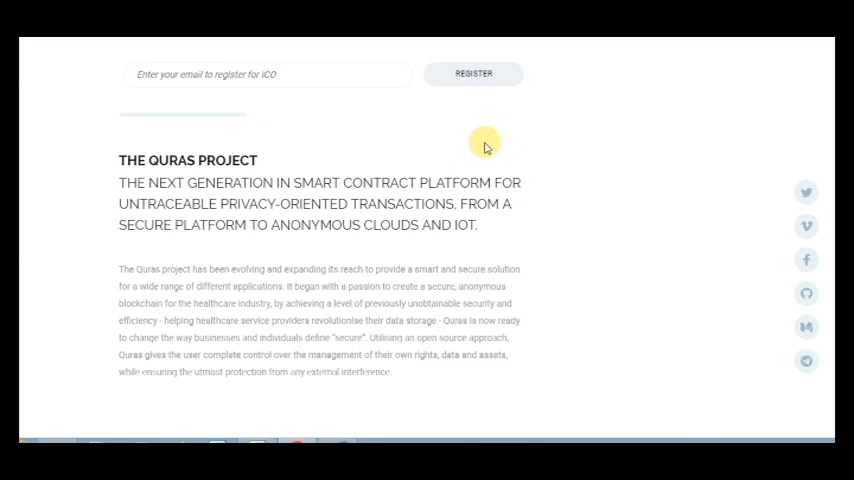 Enter your email to register for ICO
REGISTER
THE QURAS PROJECT
THE NEXT GENERATION IN SMART CONTRACT PLATFORM FOR
UNTRACEABLE PRIVACY-ORIENTED TRANSACTIONS, FROM A
SECURE PLATFORM TO ANONYMOUS CLOUDS AND IOT.
The Quras project has been evolving and expanding its reach to provide a smart and secure solution
for a wide range of different applications. It began with a passion to create a secure, anonymous
blockchain for the healthcare industry, by achieving a level of previously unobtainable security and
efficiency - helping healthcare service providers revolutionise their data storage - Quras is now ready
to change the way businesses and individuals define "secure". Utilising an open source approach,
Quras gives the user complete control over the management of their own rights, data and assets,
while ensuring the utmost protection from any external interference.